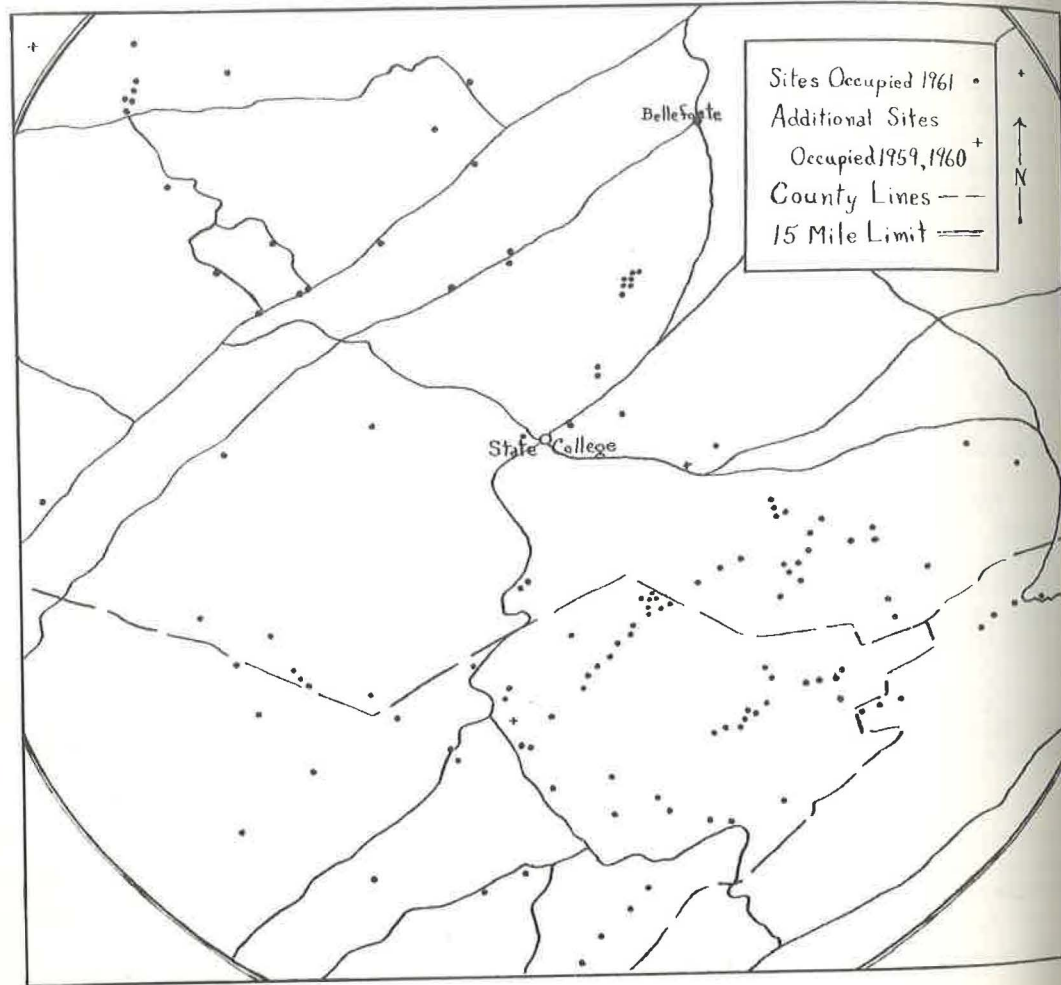 Sites Occupied 1961
Additional Sites
Occupied 1959, 1960
County Lines
15 Mile Limit
N
Bellefonte
State College